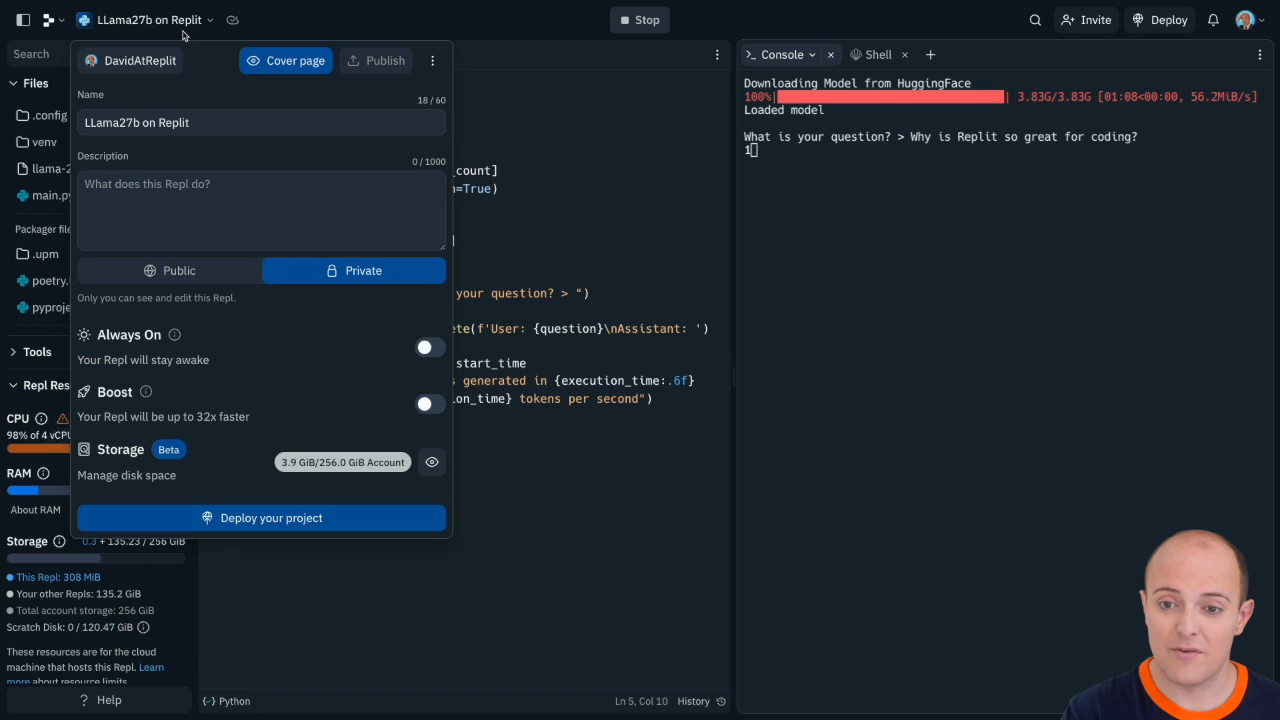 LLama27b on Replit
Stop
Invite
Deploy
Search
Files
.config
venv
llama-2
main.py
Packager file
.upm
poetry.l
pyproje
Tools
Repl Res
CPU
98% of 4 vCPU
RAM
About RAM
Storage
0.3 + 135.23 / 256 GiB
This Repl: 308 MiB
Your other Repls: 135.2 GiB
Total account storage: 256 GiB
Scratch Disk: 0 / 120.47 GiB
These resources are for the cloud
machine that hosts this Repl. Learn
more about resource limits.
Help
DavidAtReplit
Cover page
Publish
Name
18 / 60
LLama27b on Replit
Description
0 / 1000
What does this Repl do?
Public
Private
Only you can see and edit this Repl.
Always On
Your Repl will stay awake
Boost
Your Repl will be up to 32x faster
Storage
Beta
3.9 GiB/256.0 GiB Account
Manage disk space
Deploy your project
_count]
n=True)
]
your question? > ")
ete(f'User: {question}\nAssistant: ')
start_time
s generated in {execution_time:.6f}
on_time} tokens per second")
Python
Ln 5, Col 10
History
Console
Shell
Downloading Model from HuggingFace
100%| | 3.83G/3.83G [01:08<00:00, 56.2MiB/s]
Loaded model
What is your question? > Why is Replit so great for coding?
1